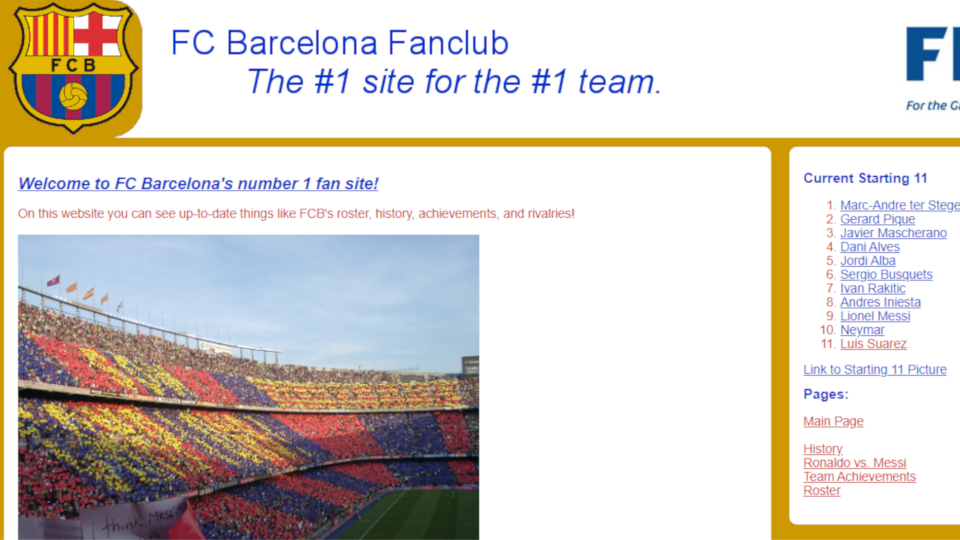 FCB
FC Barcelona Fanclub
The #1 site for the #1 team.
For the G
Welcome to FC Barcelona's number 1 fan site!
On this website you can see up-to-date things like FCB's roster, history, achievements, and rivalries!
i think Mess
Current Starting 11
1. Marc-Andre ter Stege
2. Gerard Pique
3. Javier Mascherano
4. Dani Alves
5. Jordi Alba
6. Sergio Busquets
7. Ivan Rakitic
8. Andres Iniesta
9. Lionel Messi
10. Neymar
11. Luis Suarez
Link to Starting 11 Picture
Pages:
Main Page
History
Ronaldo vs. Messi
Team Achievements
Roster